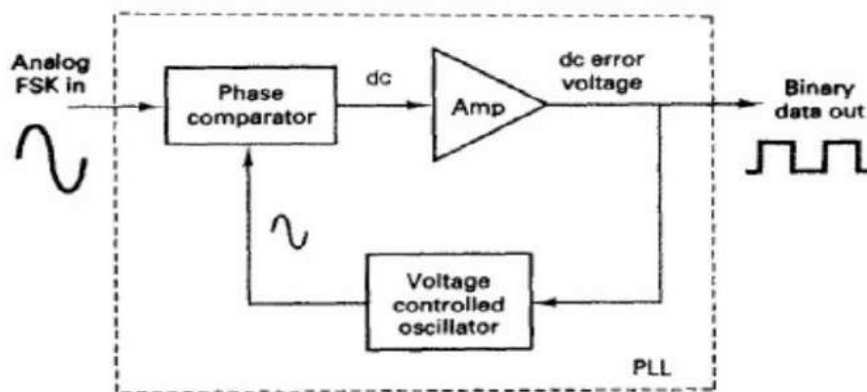 Analog
FSK in
Phase
comparator
dc
Amp
dc error
voltage
Binary
data out
Voltage
controlled
oscillator
PLL